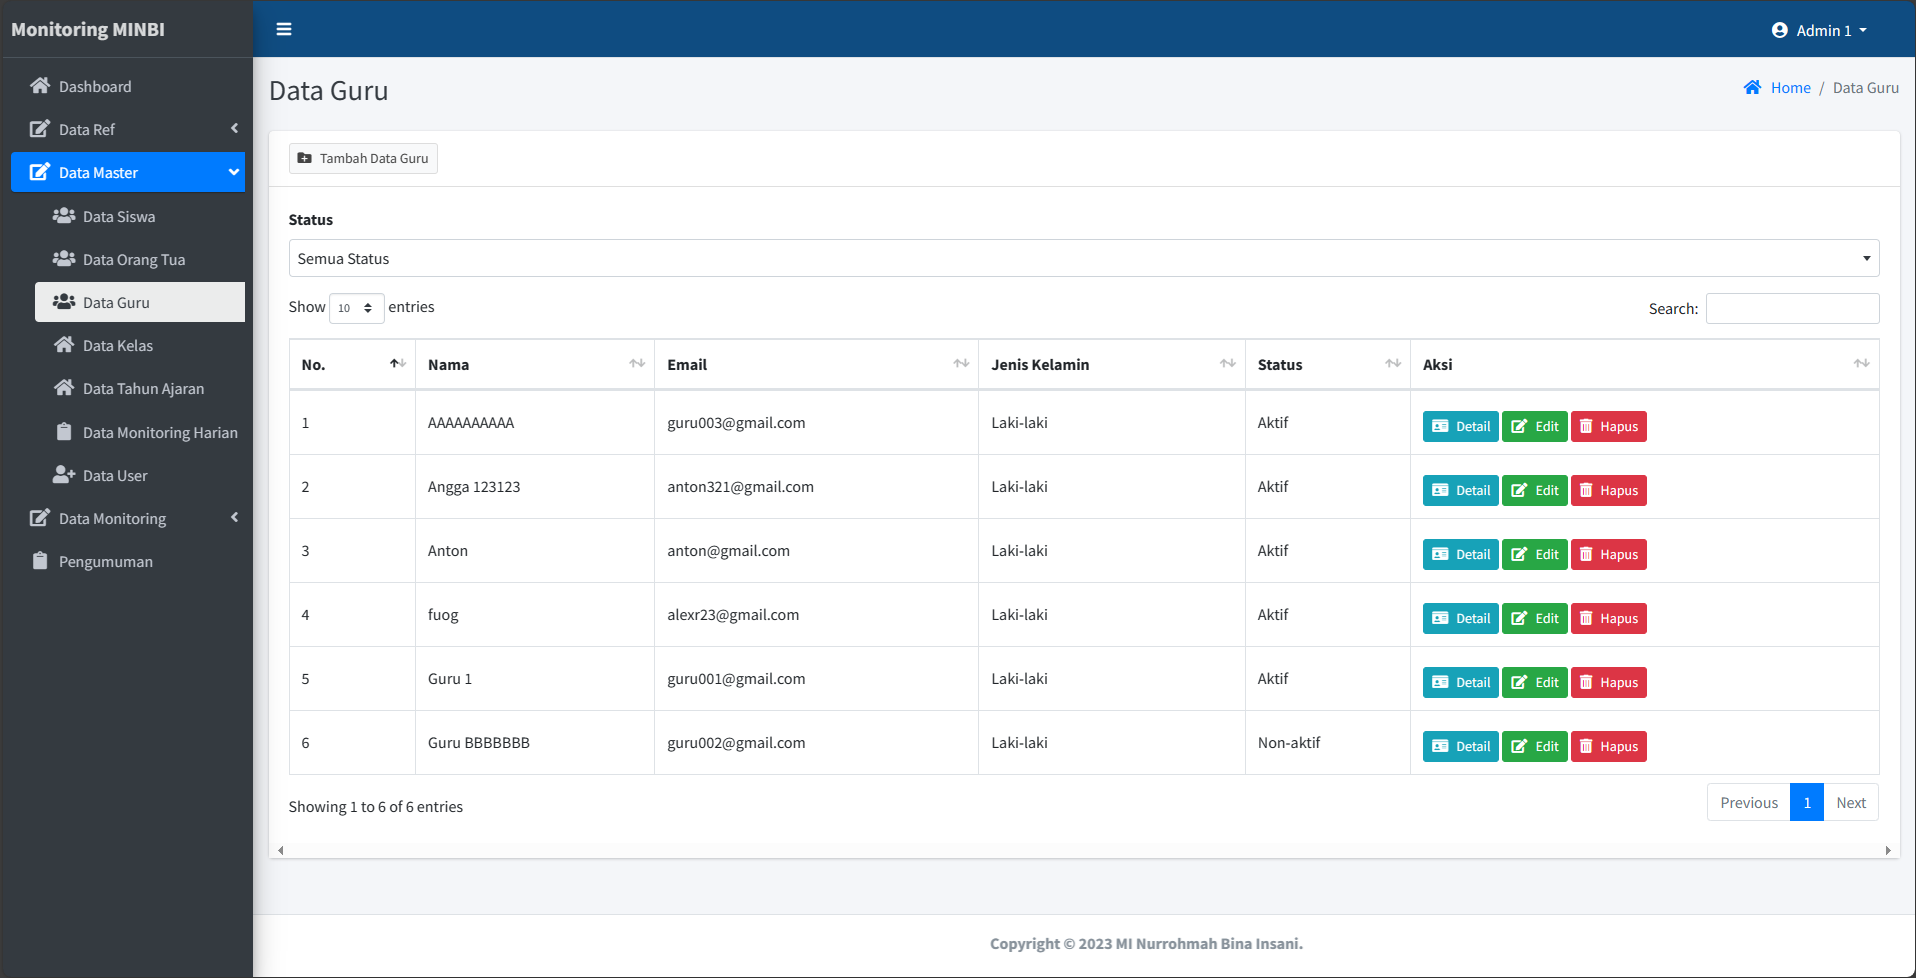 Monitoring MINBI
Admin 1
Dashboard
Data Ref
Data Master
Data Siswa
Data Orang Tua
Data Guru
Data Kelas
Data Tahun Ajaran
Data Monitoring Harian
Data User
Data Monitoring
Pengumuman
Data Guru
Home / Data Guru
Tambah Data Guru
Status
Semua Status
Show 10 entries
Search:
No. Nama Email Jenis Kelamin Status Aksi
1 AAAAAAAAAA guru003@gmail.com Laki-laki Aktif Detail Edit Hapus
2 Angga 123123 anton321@gmail.com Laki-laki Aktif Detail Edit Hapus
3 Anton anton@gmail.com Laki-laki Aktif Detail Edit Hapus
4 fuog alexr23@gmail.com Laki-laki Aktif Detail Edit Hapus
5 Guru 1 guru001@gmail.com Laki-laki Aktif Detail Edit Hapus
6 Guru BBBBBBB guru002@gmail.com Laki-laki Non-aktif Detail Edit Hapus
Showing 1 to 6 of 6 entries
Previous 1 Next
Copyright © 2023 MI Nurrohmah Bina Insani.